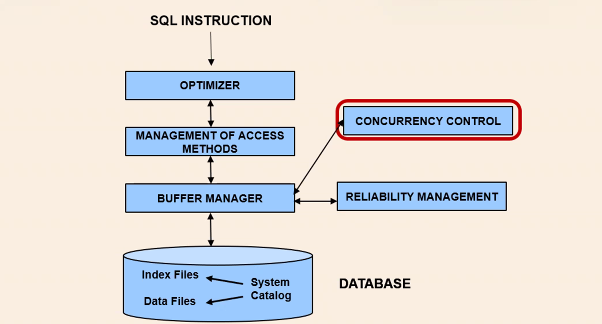 SQL INSTRUCTION
OPTIMIZER
CONCURRENCY CONTROL
MANAGEMENT OF ACCESS
METHODS
BUFFER MANAGER
RELIABILITY MANAGEMENT
Index Files
System
Catalog
Data Files
DATABASE